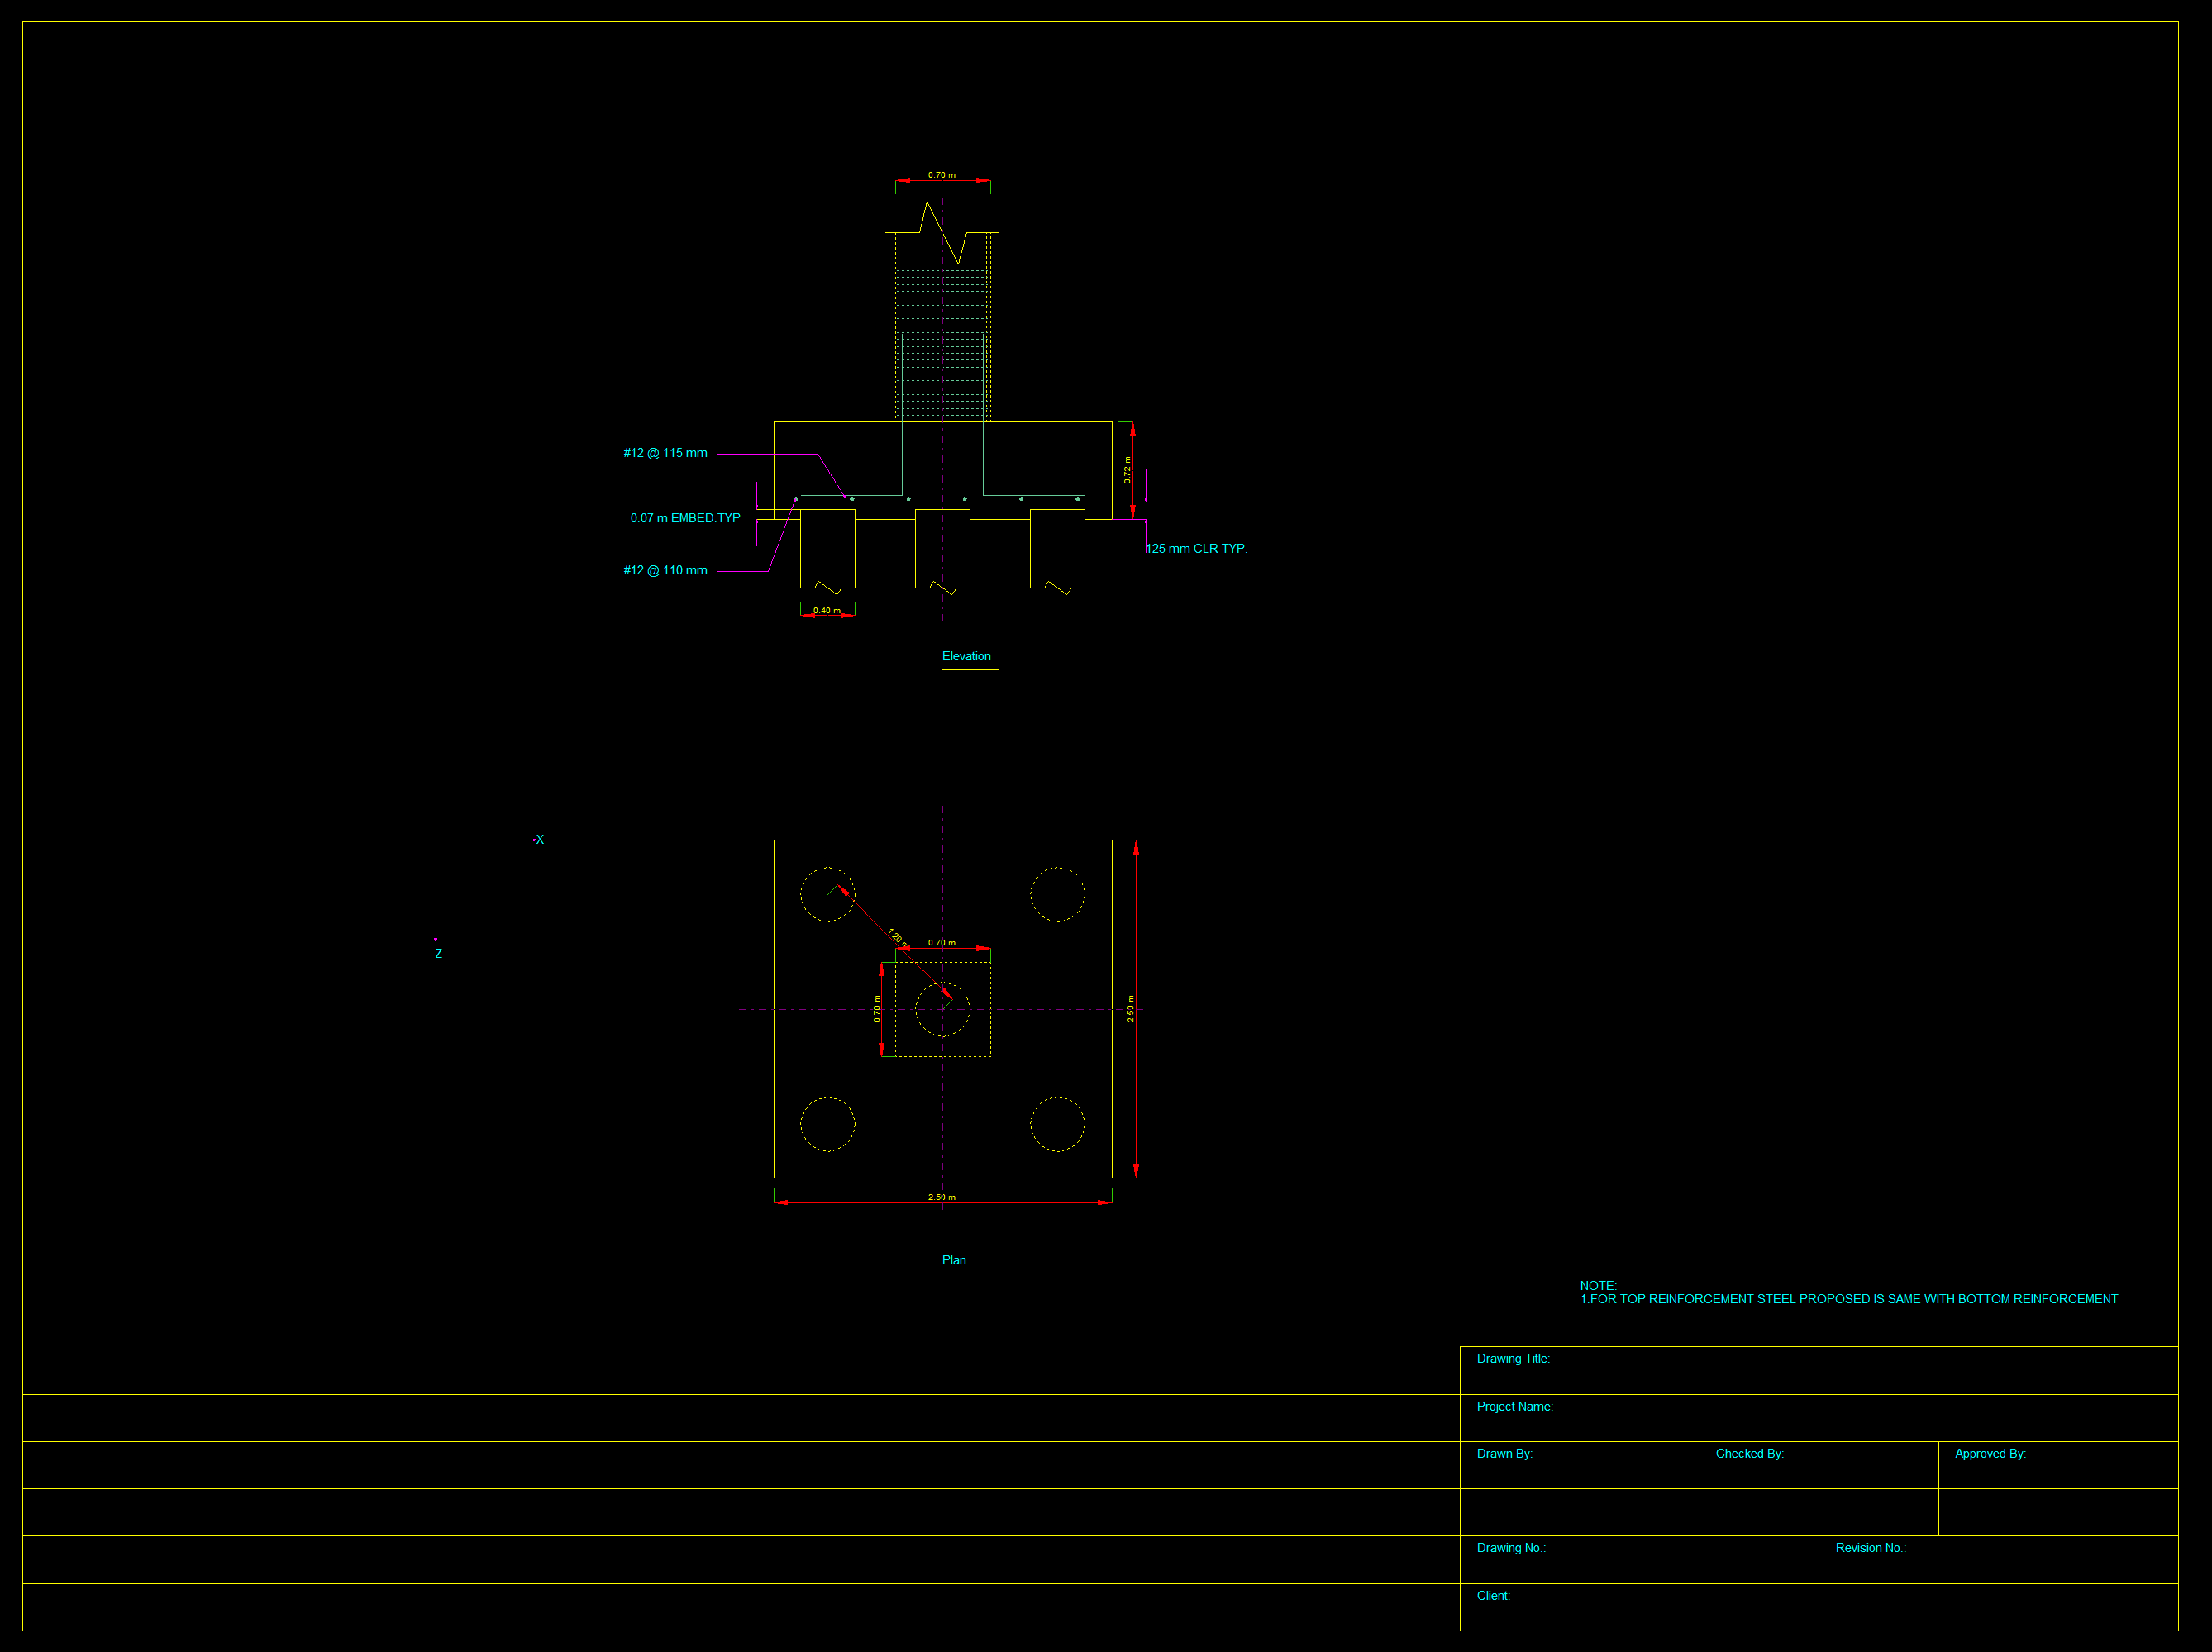 0.70 m
#12 @ 115 mm
0.72 m
0.07 m EMBED.TYP
125 mm CLR TYP.
#12 @ 110 mm
0.40 m
Elevation
X
Z
1.20 m
0.70 m
0.70 m
2.50 m
2.50 m
Plan
NOTE:
1.FOR TOP REINFORCEMENT STEEL PROPOSED IS SAME WITH BOTTOM REINFORCEMENT
Drawing Title:
Project Name:
Drawn By:
Checked By:
Approved By:
Drawing No.:
Revision No.:
Client: